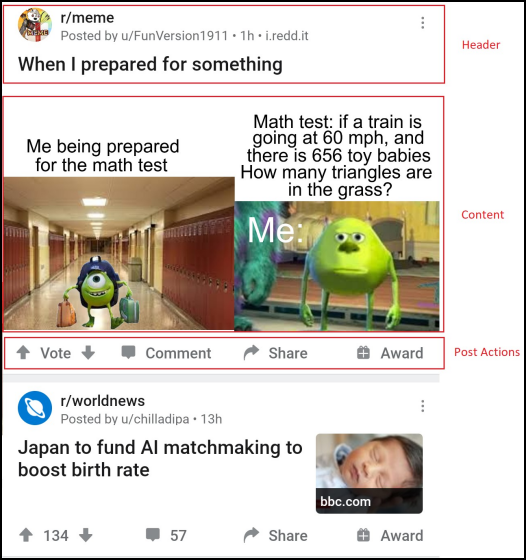 r/meme
Posted by u/FunVersion1911 • 1h • i.redd.it
When I prepared for something
Header
Me being prepared
for the math test
Math test: if a train is
going at 60 mph, and
there is 656 toy babies
How many triangles are
in the grass?
Me:
Content
Vote Comment Share Award
Post Actions
r/worldnews
Posted by u/chilladipa • 13h
Japan to fund AI matchmaking to
boost birth rate
bbc.com
134 57 Share Award